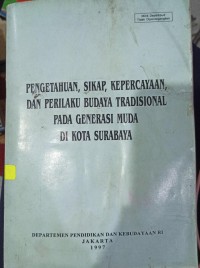 PENGETAHUAN, SIKAP, KEPERCAYAAN,
DAN PERILAKU BUDAYA TRADISIONAL
PADA GENERASI MUDA
DI KOTA SURABAYA
DEPARTEMEN PENDIDIKAN DAN KEBUDAYAAN RI
JAKARTA
1997